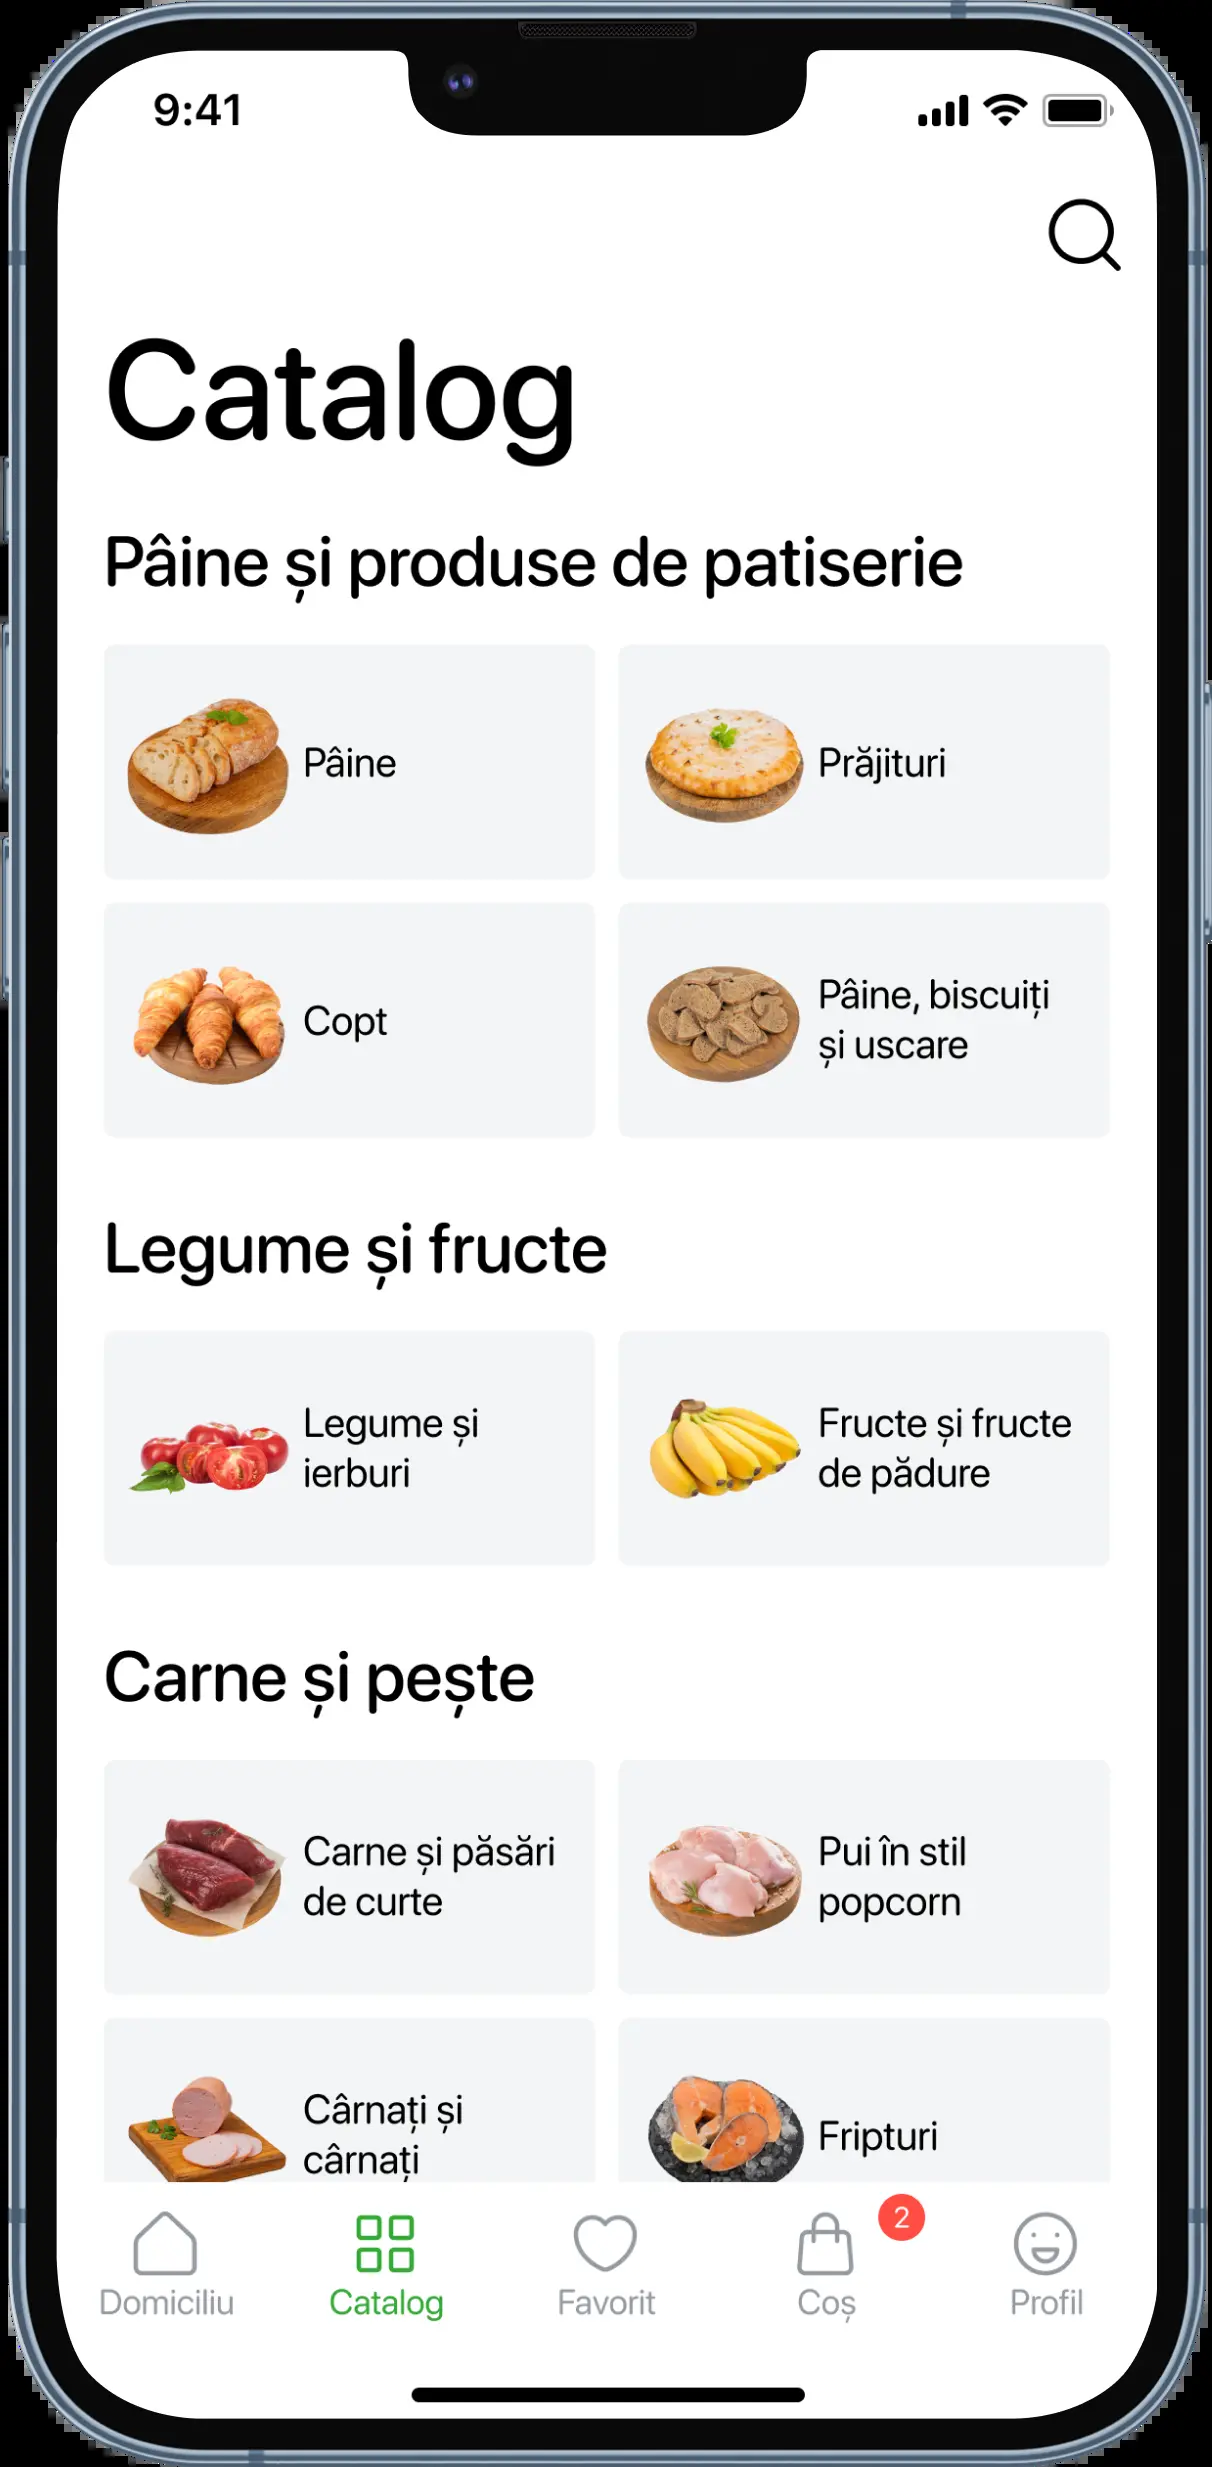 9:41
Catalog
Pâine și produse de patiserie
Pâine
Prăjituri
Copt
Pâine, biscuiți
și uscare
Legume și fructe
Legume și
ierburi
Fructe și fructe
de pădure
Carne și pește
Carne și păsări
de curte
Pui în stil
popcorn
Cârnați și
cârnați
Fripturi
2
Domiciliu
Catalog
Favorit
Coș
Profil